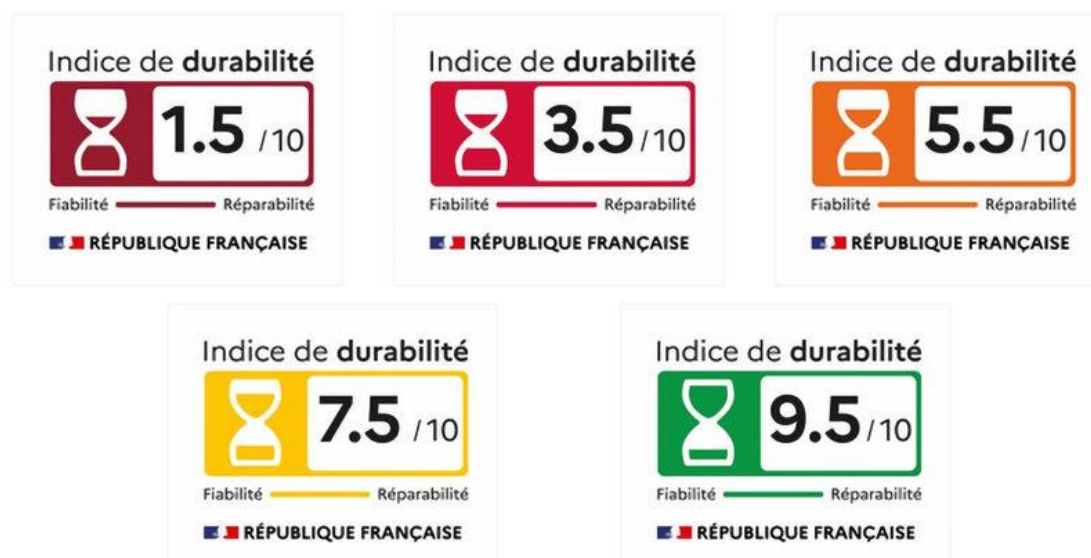 Indice de durabilité
1.5 /10
Fiabilité Réparabilité
RÉPUBLIQUE FRANÇAISE
Indice de durabilité
3.5 /10
Fiabilité Réparabilité
RÉPUBLIQUE FRANÇAISE
Indice de durabilité
5.5 /10
Fiabilité Réparabilité
RÉPUBLIQUE FRANÇAISE
Indice de durabilité
7.5 /10
Fiabilité Réparabilité
RÉPUBLIQUE FRANÇAISE
Indice de durabilité
9.5 /10
Fiabilité Réparabilité
RÉPUBLIQUE FRANÇAISE